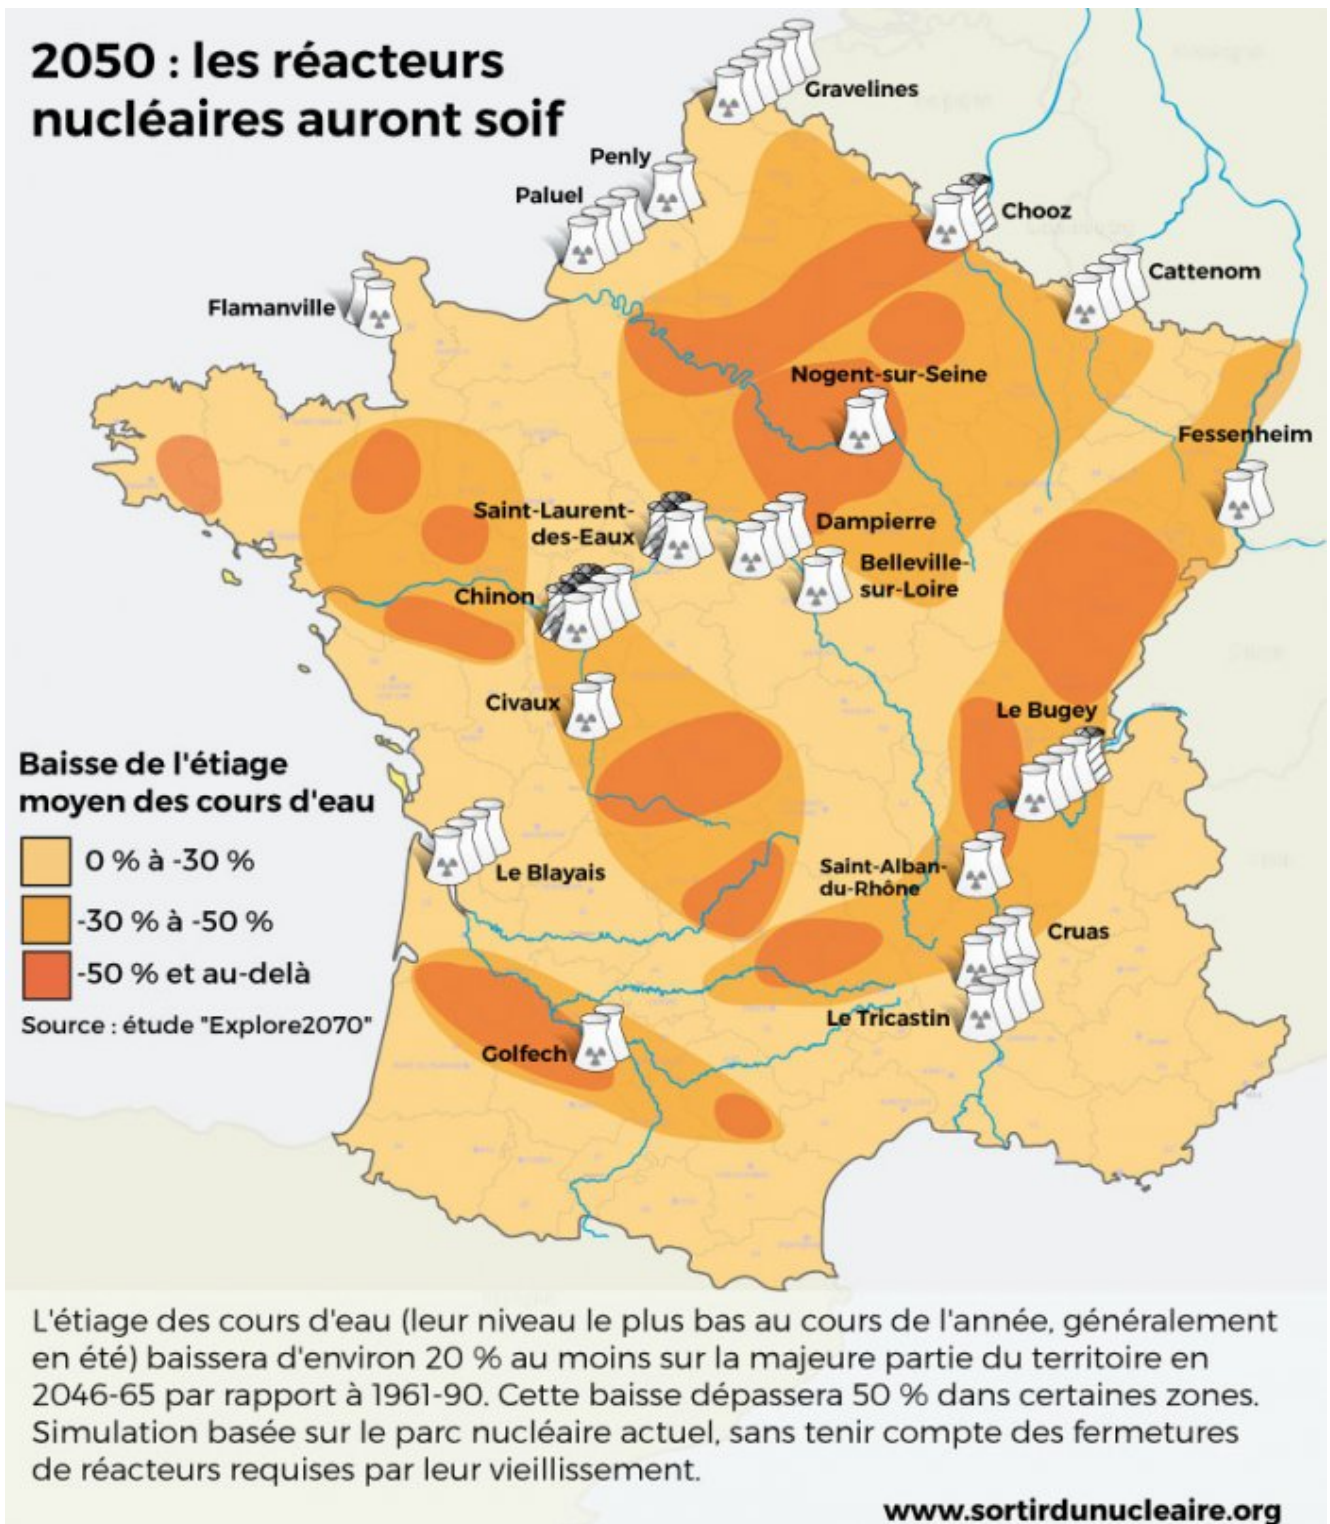 2050 : les réacteurs
nucléaires auront soif
Gravelines
Penly
Paluel
Chooz
Cattenom
Flamanville
Nogent-sur-Seine
Fessenheim
Saint-Laurent-
des-Eaux
Dampierre
Belleville-
sur-Loire
Chinon
Civaux
Le Bugey
Baisse de l'étiage
moyen des cours d'eau
0 % à -30 %
-30 % à -50 %
-50 % et au-delà
Source : étude "Explore2070"
Le Blayais
Saint-Alban-
du-Rhône
Cruas
Le Tricastin
Golfech
L'étiage des cours d'eau (leur niveau le plus bas au cours de l'année, généralement
en été) baissera d'environ 20 % au moins sur la majeure partie du territoire en
2046-65 par rapport à 1961-90. Cette baisse dépassera 50 % dans certaines zones.
Simulation basée sur le parc nucléaire actuel, sans tenir compte des fermetures
de réacteurs requises par leur vieillissement.
www.sortirdunucleaire.org